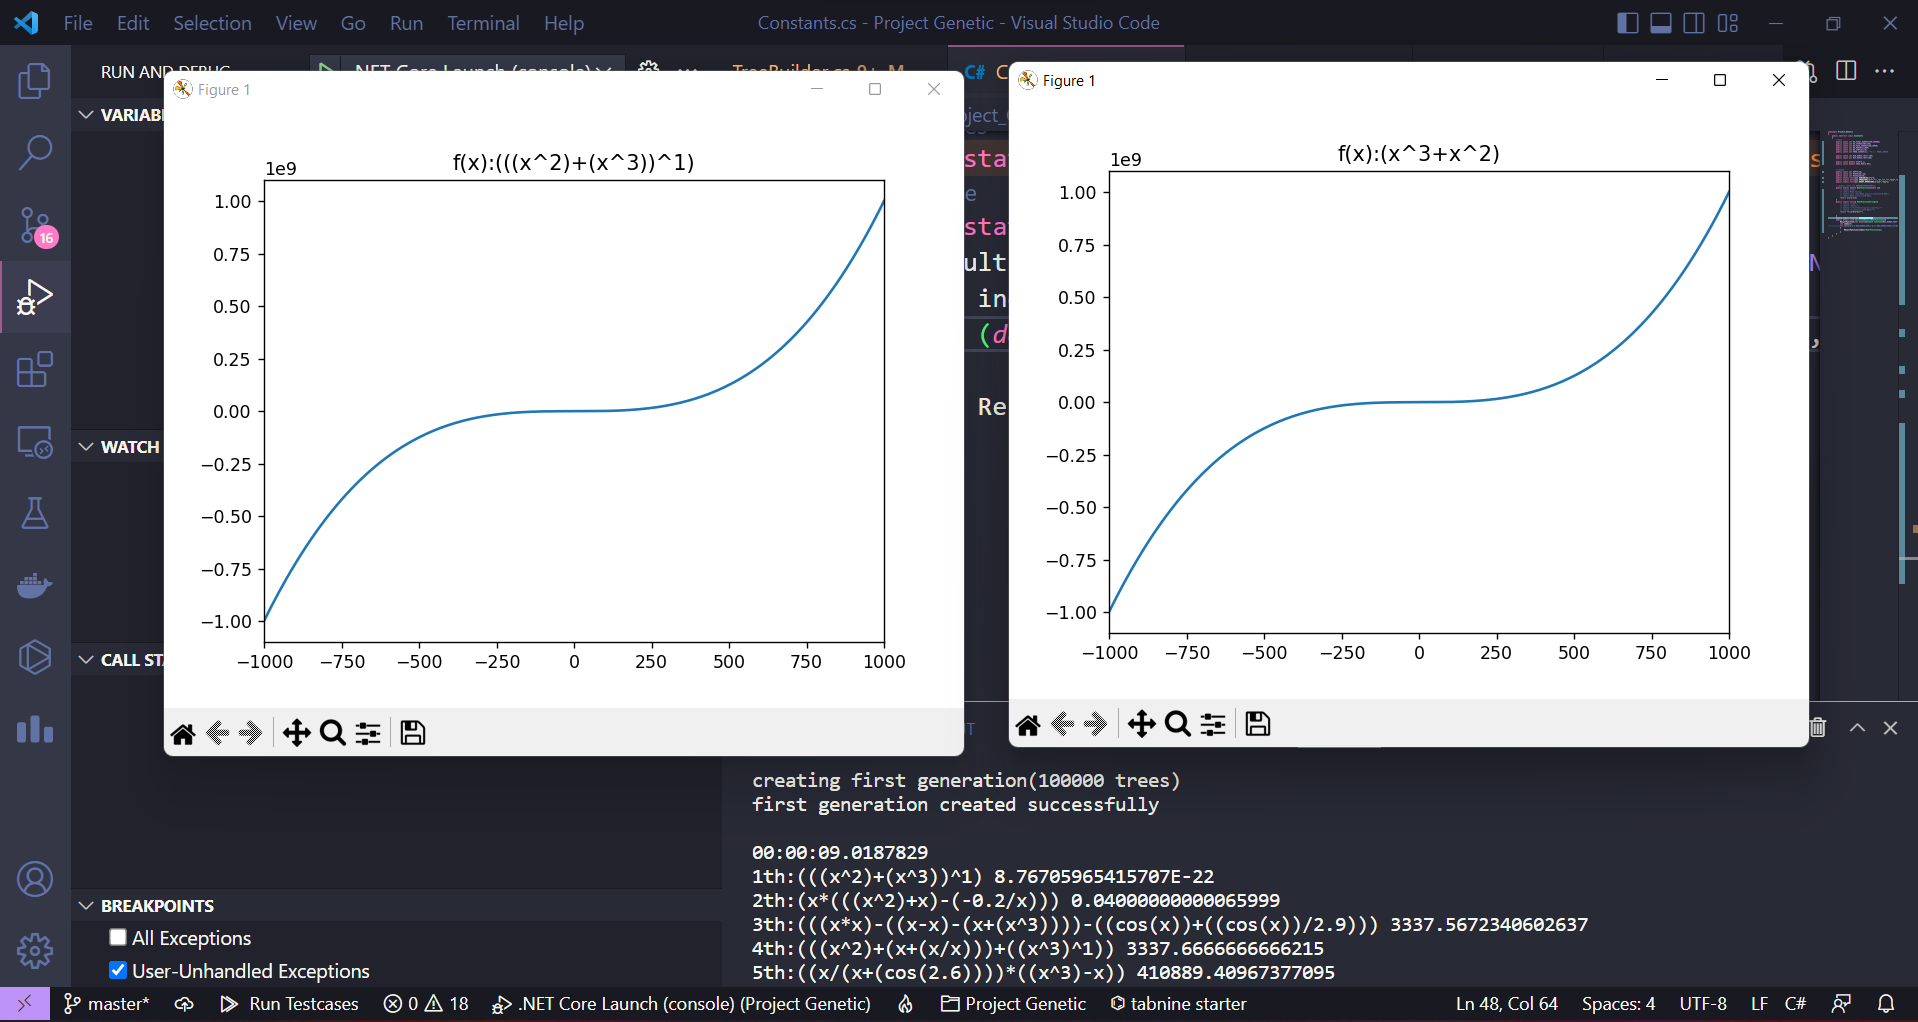 File Edit Selection View Go Run Terminal Help
Constants.cs - Project Genetic - Visual Studio Code
RUN AND DEBUG
.NET Core Launch (console)
TreeBuilder.cs 9+ M
C#
VARIAB
WATCH
CALL STA
BREAKPOINTS
All Exceptions
User-Unhandled Exceptions
16
Figure 1
f(x):(((x^2)+(x^3))^1)
1e9
1.00
0.75
0.50
0.25
0.00
−0.25
−0.50
−0.75
−1.00
−1000 −750 −500 −250 0 250 500 750 1000
Figure 1
f(x):(x^3+x^2)
1e9
1.00
0.75
0.50
0.25
0.00
−0.25
−0.50
−0.75
−1.00
−1000 −750 −500 −250 0 250 500 750 1000
oject_
sta
e
sta
ult
in
(d
Re
creating first generation(100000 trees)
first generation created successfully
00:00:09.0187829
1th:(((x^2)+(x^3))^1) 8.76705965415707E-22
2th:(x*(((x^2)+x)-(-0.2/x))) 0.04000000000065999
3th:(((x*x)-((x-x)-(x+(x^3))))-((cos(x))+((cos(x))/2.9))) 3337.5672340602637
4th:(((x^2)+(x+(x/x)))+((x^3)^1)) 3337.6666666666215
5th:((x/(x+(cos(2.6))))*((x^3)-x)) 410889.40967377095
master* Run Testcases 0 18 .NET Core Launch (console) (Project Genetic) Project Genetic tabnine starter Ln 48, Col 64 Spaces: 4 UTF-8 LF C#